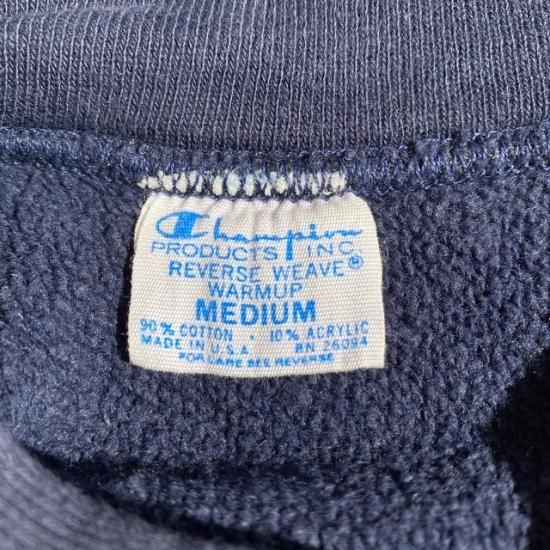 Champion
PRODUCTS INC.
REVERSE WEAVE®
WARMUP
MEDIUM
90% COTTON 10% ACRYLIC
MADE IN U.S.A. RN 26094
FOR CARE SEE REVERSE